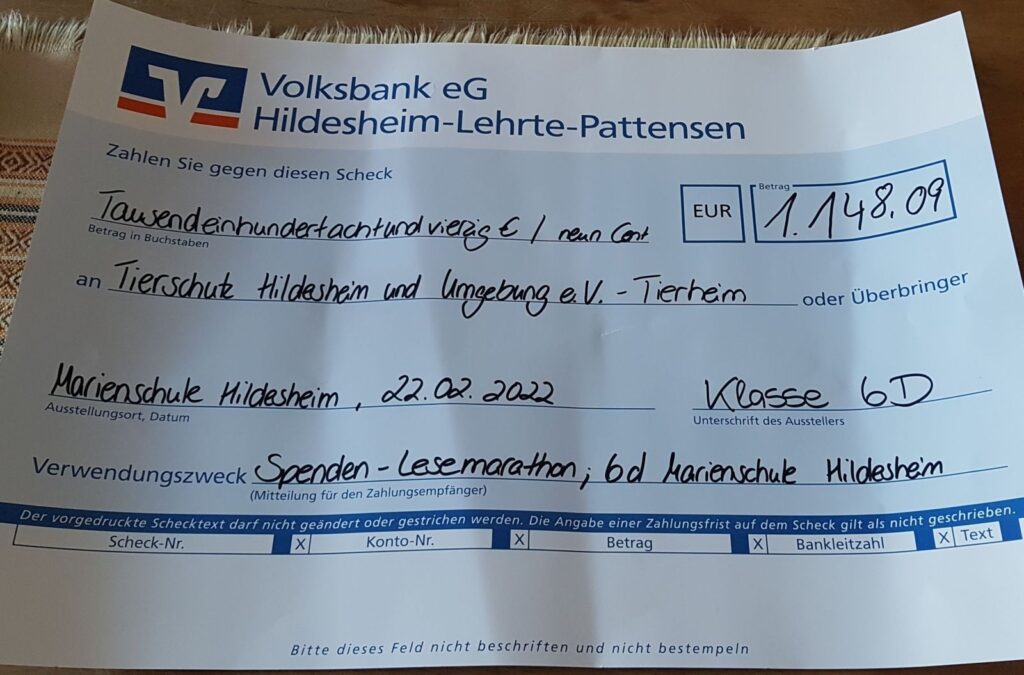 Volksbank eG
Hildesheim-Lehrte-Pattensen
Zahlen Sie gegen diesen Scheck
Tausendeinhundertachtundvierzig € / neun Cent
Betrag in Buchstaben
EUR
Betrag
1.148.09
an Tierschutz Hildesheim und Umgebung e.V. - Tierheim oder Überbringer
Marienschule Hildesheim, 22.02.2022
Ausstellungsort, Datum
Klasse 6D
Unterschrift des Ausstellers
Verwendungszweck Spenden-Lesemarathon; 6d Marienschule Hildesheim
(Mitteilung für den Zahlungsempfänger)
Der vorgedruckte Schecktext darf nicht geändert oder gestrichen werden. Die Angabe einer Zahlungsfrist auf dem Scheck gilt als nicht geschrieben.
Scheck-Nr. X Konto-Nr. X Betrag X Bankleitzahl X Text
Bitte dieses Feld nicht beschriften und nicht bestempeln